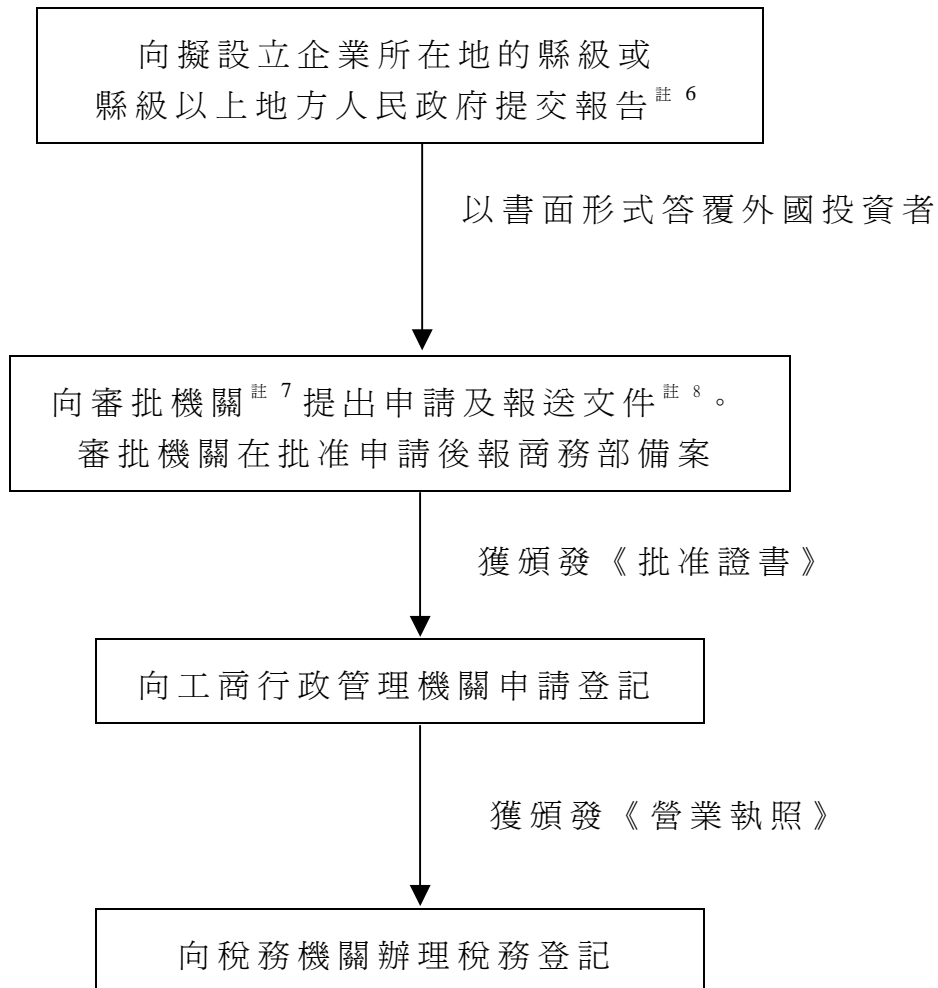 向擬設立企業所在地的縣級或
縣級以上地方人民政府提交報告註 6
以書面形式答覆外國投資者
向審批機關註 7提出申請及報送文件註 8。
審批機關在批准申請後報商務部備案
獲頒發《批准證書》
向工商行政管理機關申請登記
獲頒發《營業執照》
向稅務機關辦理稅務登記